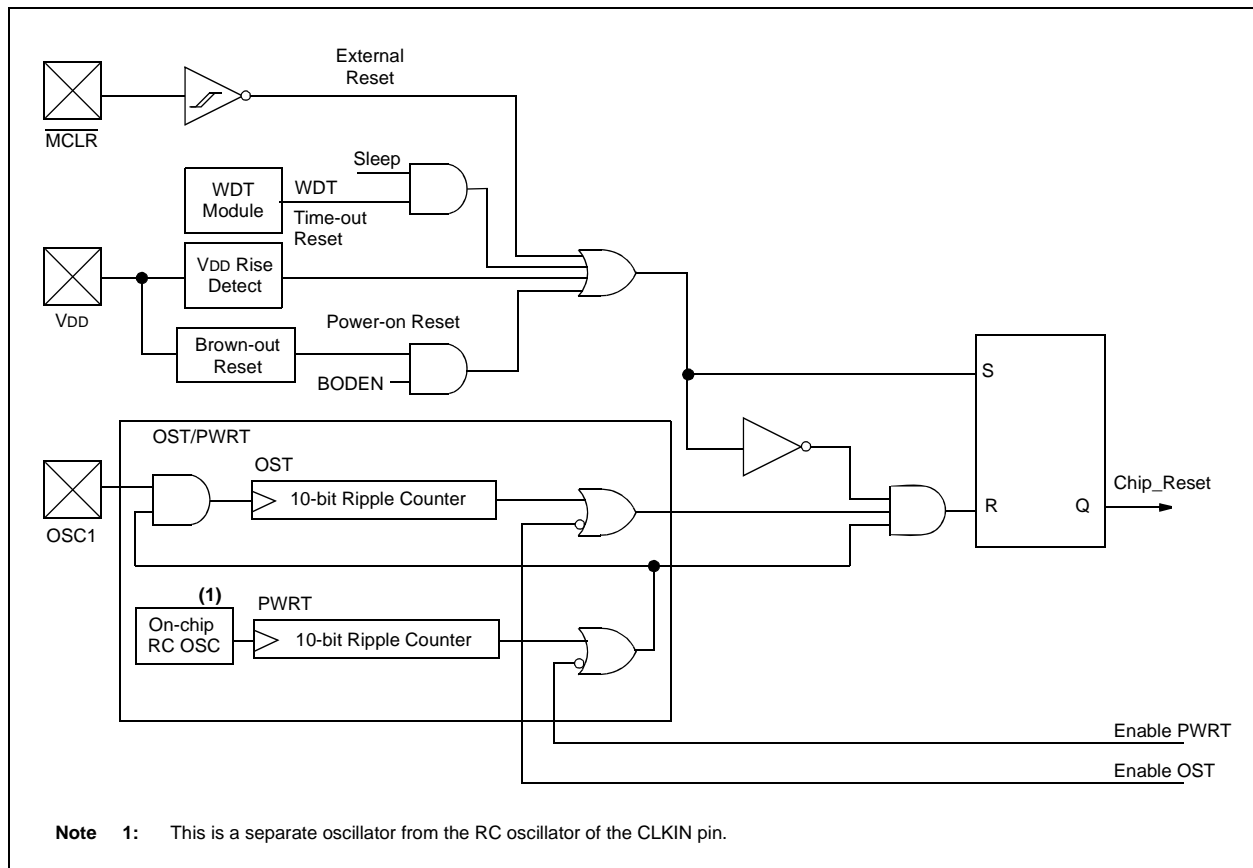 External
Reset
MCLR
Sleep
WDT
Module
WDT
Time-out
Reset
VDD Rise
Detect
VDD
Power-on Reset
Brown-out
Reset
BODEN
S
OST/PWRT
OST
10-bit Ripple Counter
OSC1
Chip_Reset
R
Q
(1)
On-chip
RC OSC
PWRT
10-bit Ripple Counter
Enable PWRT
Enable OST
Note 1: This is a separate oscillator from the RC oscillator of the CLKIN pin.